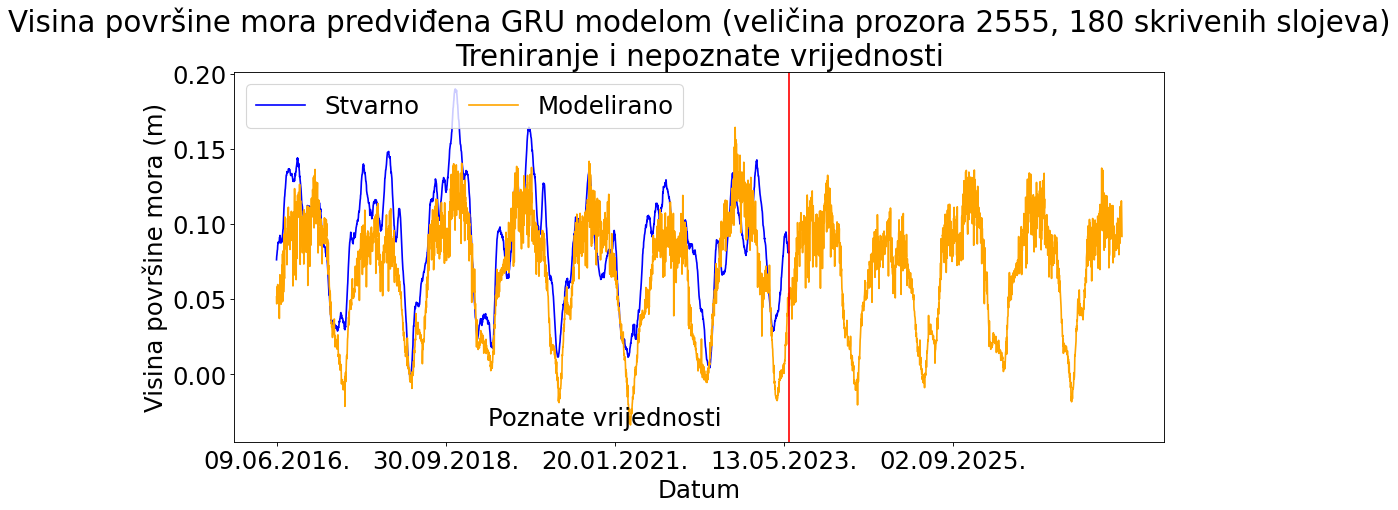 Visina površine mora predviđena GRU modelom (veličina prozora 2555, 180 skrivenih slojeva)
Treniranje i nepoznate vrijednosti
Stvarno
Modelirano
0.20
0.15
0.10
0.05
0.00
Visina površine mora (m)
Poznate vrijednosti
09.06.2016.
30.09.2018.
20.01.2021.
13.05.2023.
02.09.2025.
Datum